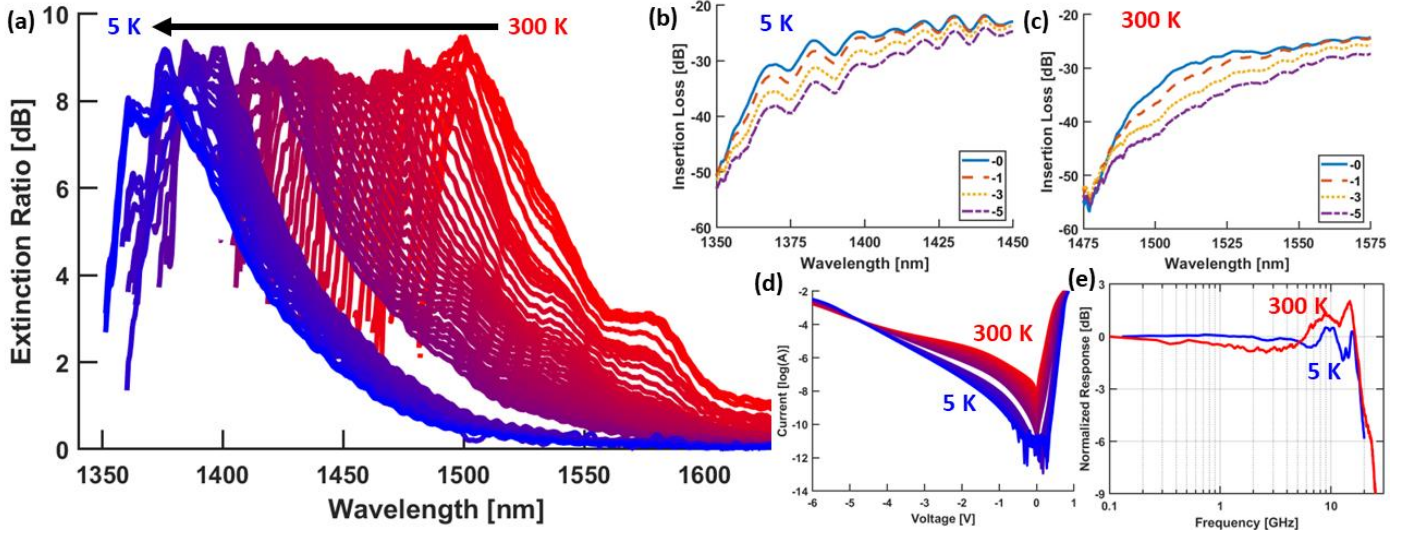 (a)
5 K
300 K
10
8
6
4
2
0
Extinction Ratio [dB]
1350
1400
1450
1500
1550
1600
Wavelength [nm]
(b)
5 K
-20
-30
-40
-50
-60
Insertion Loss [dB]
-0
-1
-3
-5
1350
1375
1400
1425
1450
Wavelength [nm]
(c)
300 K
-20
-30
-40
-50
-60
Insertion Loss [dB]
-0
-1
-3
-5
1475
1500
1525
1550
1575
Wavelength [nm]
(d)
-2
-4
-6
-8
-10
-12
-14
Current [log(A)]
300 K
5 K
-6
-5
-4
-3
-2
-1
0
1
Voltage [V]
(e)
3
0
-3
-6
-9
Normalized Response [dB]
300 K
5 K
0.1
1
10
Frequency [GHz]